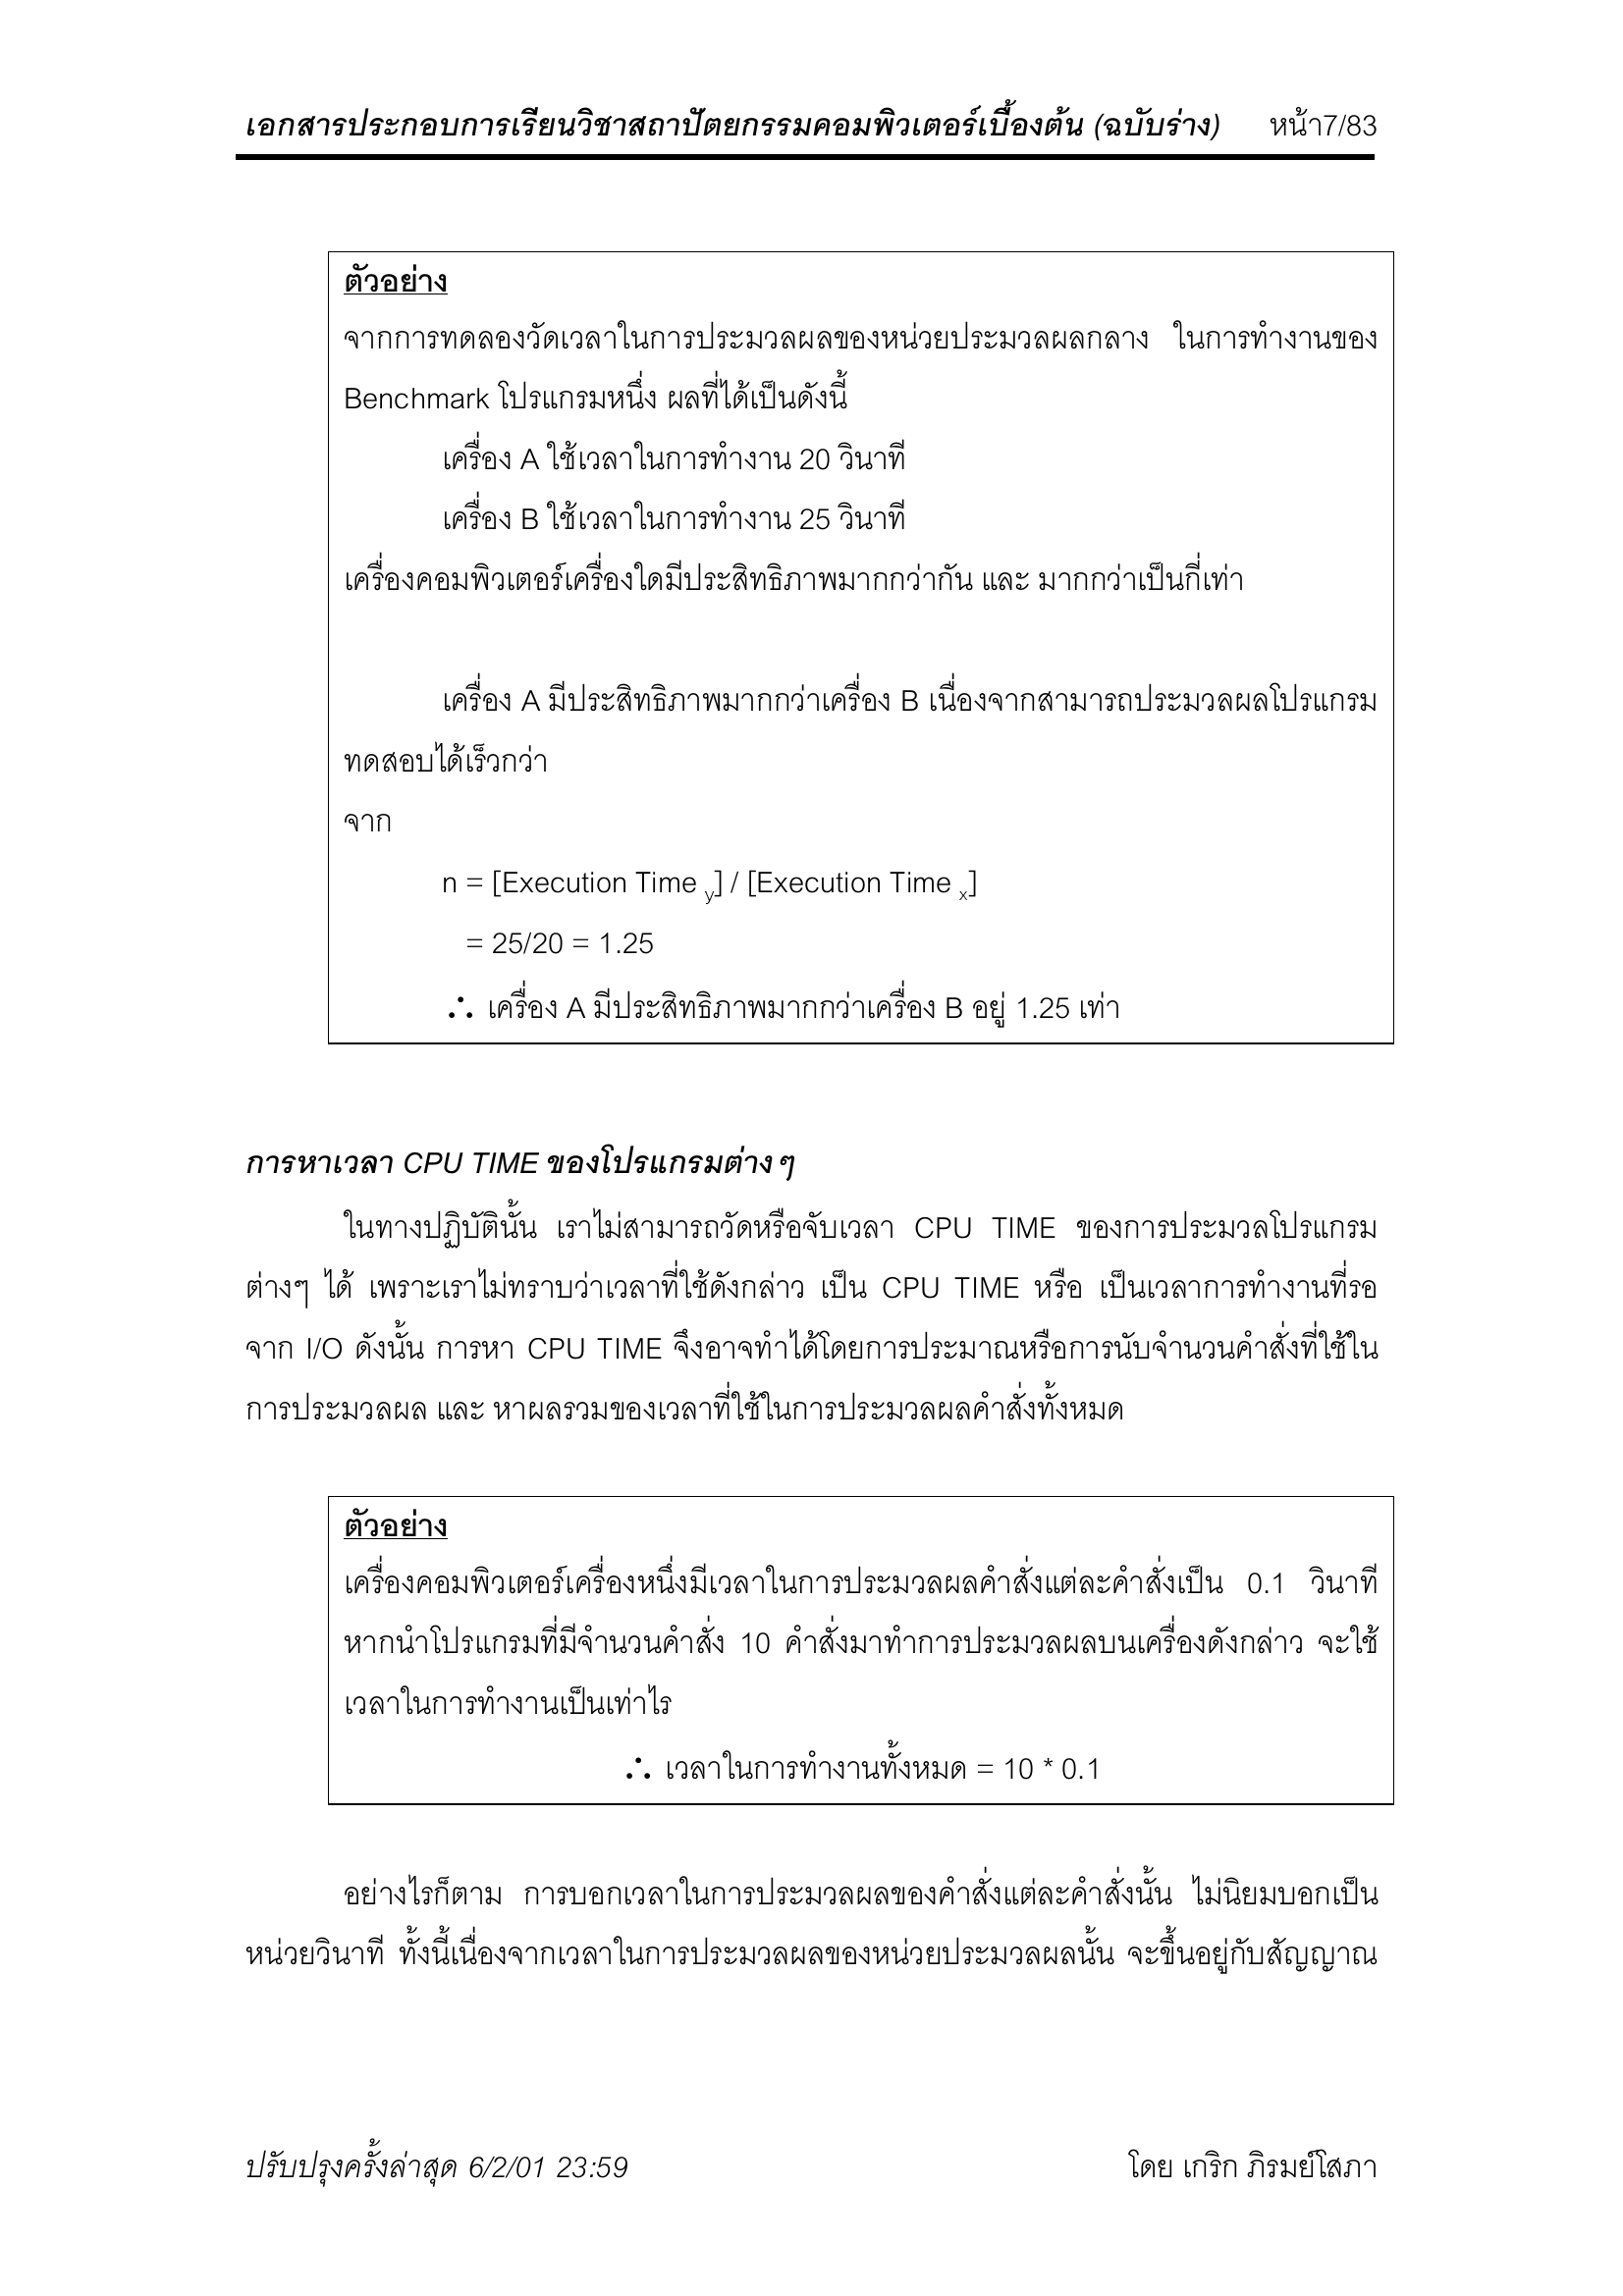 เอกสารประกอบการเรียนวิชาสถาปัตยกรรมคอมพิวเตอร์เบื้องต้น (ฉบับร่าง) หน้า7/83
ตัวอย่าง
จากการทดลองวัดเวลาในการประมวลผลของหน่วยประมวลผลกลาง ในการทำงานของ
Benchmark โปรแกรมหนึ่ง ผลที่ได้เป็นดังนี้
เครื่อง A ใช้เวลาในการทำงาน 20 วินาที
เครื่อง B ใช้เวลาในการทำงาน 25 วินาที
เครื่องคอมพิวเตอร์เครื่องใดมีประสิทธิภาพมากกว่ากัน และ มากกว่าเป็นกี่เท่า
เครื่อง A มีประสิทธิภาพมากกว่าเครื่อง B เนื่องจากสามารถประมวลผลโปรแกรม
ทดสอบได้เร็วกว่า
จาก
n = [Execution Time y] / [Execution Time x]
= 25/20 = 1.25
∴ เครื่อง A มีประสิทธิภาพมากกว่าเครื่อง B อยู่ 1.25 เท่า
การหาเวลา CPU TIME ของโปรแกรมต่างๆ
ในทางปฏิบัตินั้น เราไม่สามารถวัดหรือจับเวลา CPU TIME ของการประมวลโปรแกรม
ต่างๆ ได้ เพราะเราไม่ทราบว่าเวลาที่ใช้ดังกล่าว เป็น CPU TIME หรือ เป็นเวลาการทำงานที่รอ
จาก I/O ดังนั้น การหา CPU TIME จึงอาจทำได้โดยการประมาณหรือการนับจำนวนคำสั่งที่ใช้ใน
การประมวลผล และ หาผลรวมของเวลาที่ใช้ในการประมวลผลคำสั่งทั้งหมด
ตัวอย่าง
เครื่องคอมพิวเตอร์เครื่องหนึ่งมีเวลาในการประมวลผลคำสั่งแต่ละคำสั่งเป็น 0.1 วินาที
หากนำโปรแกรมที่มีจำนวนคำสั่ง 10 คำสั่งมาทำการประมวลผลบนเครื่องดังกล่าว จะใช้
เวลาในการทำงานเป็นเท่าไร
∴ เวลาในการทำงานทั้งหมด = 10 * 0.1
อย่างไรก็ตาม การบอกเวลาในการประมวลผลของคำสั่งแต่ละคำสั่งนั้น ไม่นิยมบอกเป็น
หน่วยวินาที ทั้งนี้เนื่องจากเวลาในการประมวลผลของหน่วยประมวลผลนั้น จะขึ้นอยู่กับสัญญาณ
ปรับปรุงครั้งล่าสุด 6/2/01 23:59 โดย เกริก ภิรมย์โสภา